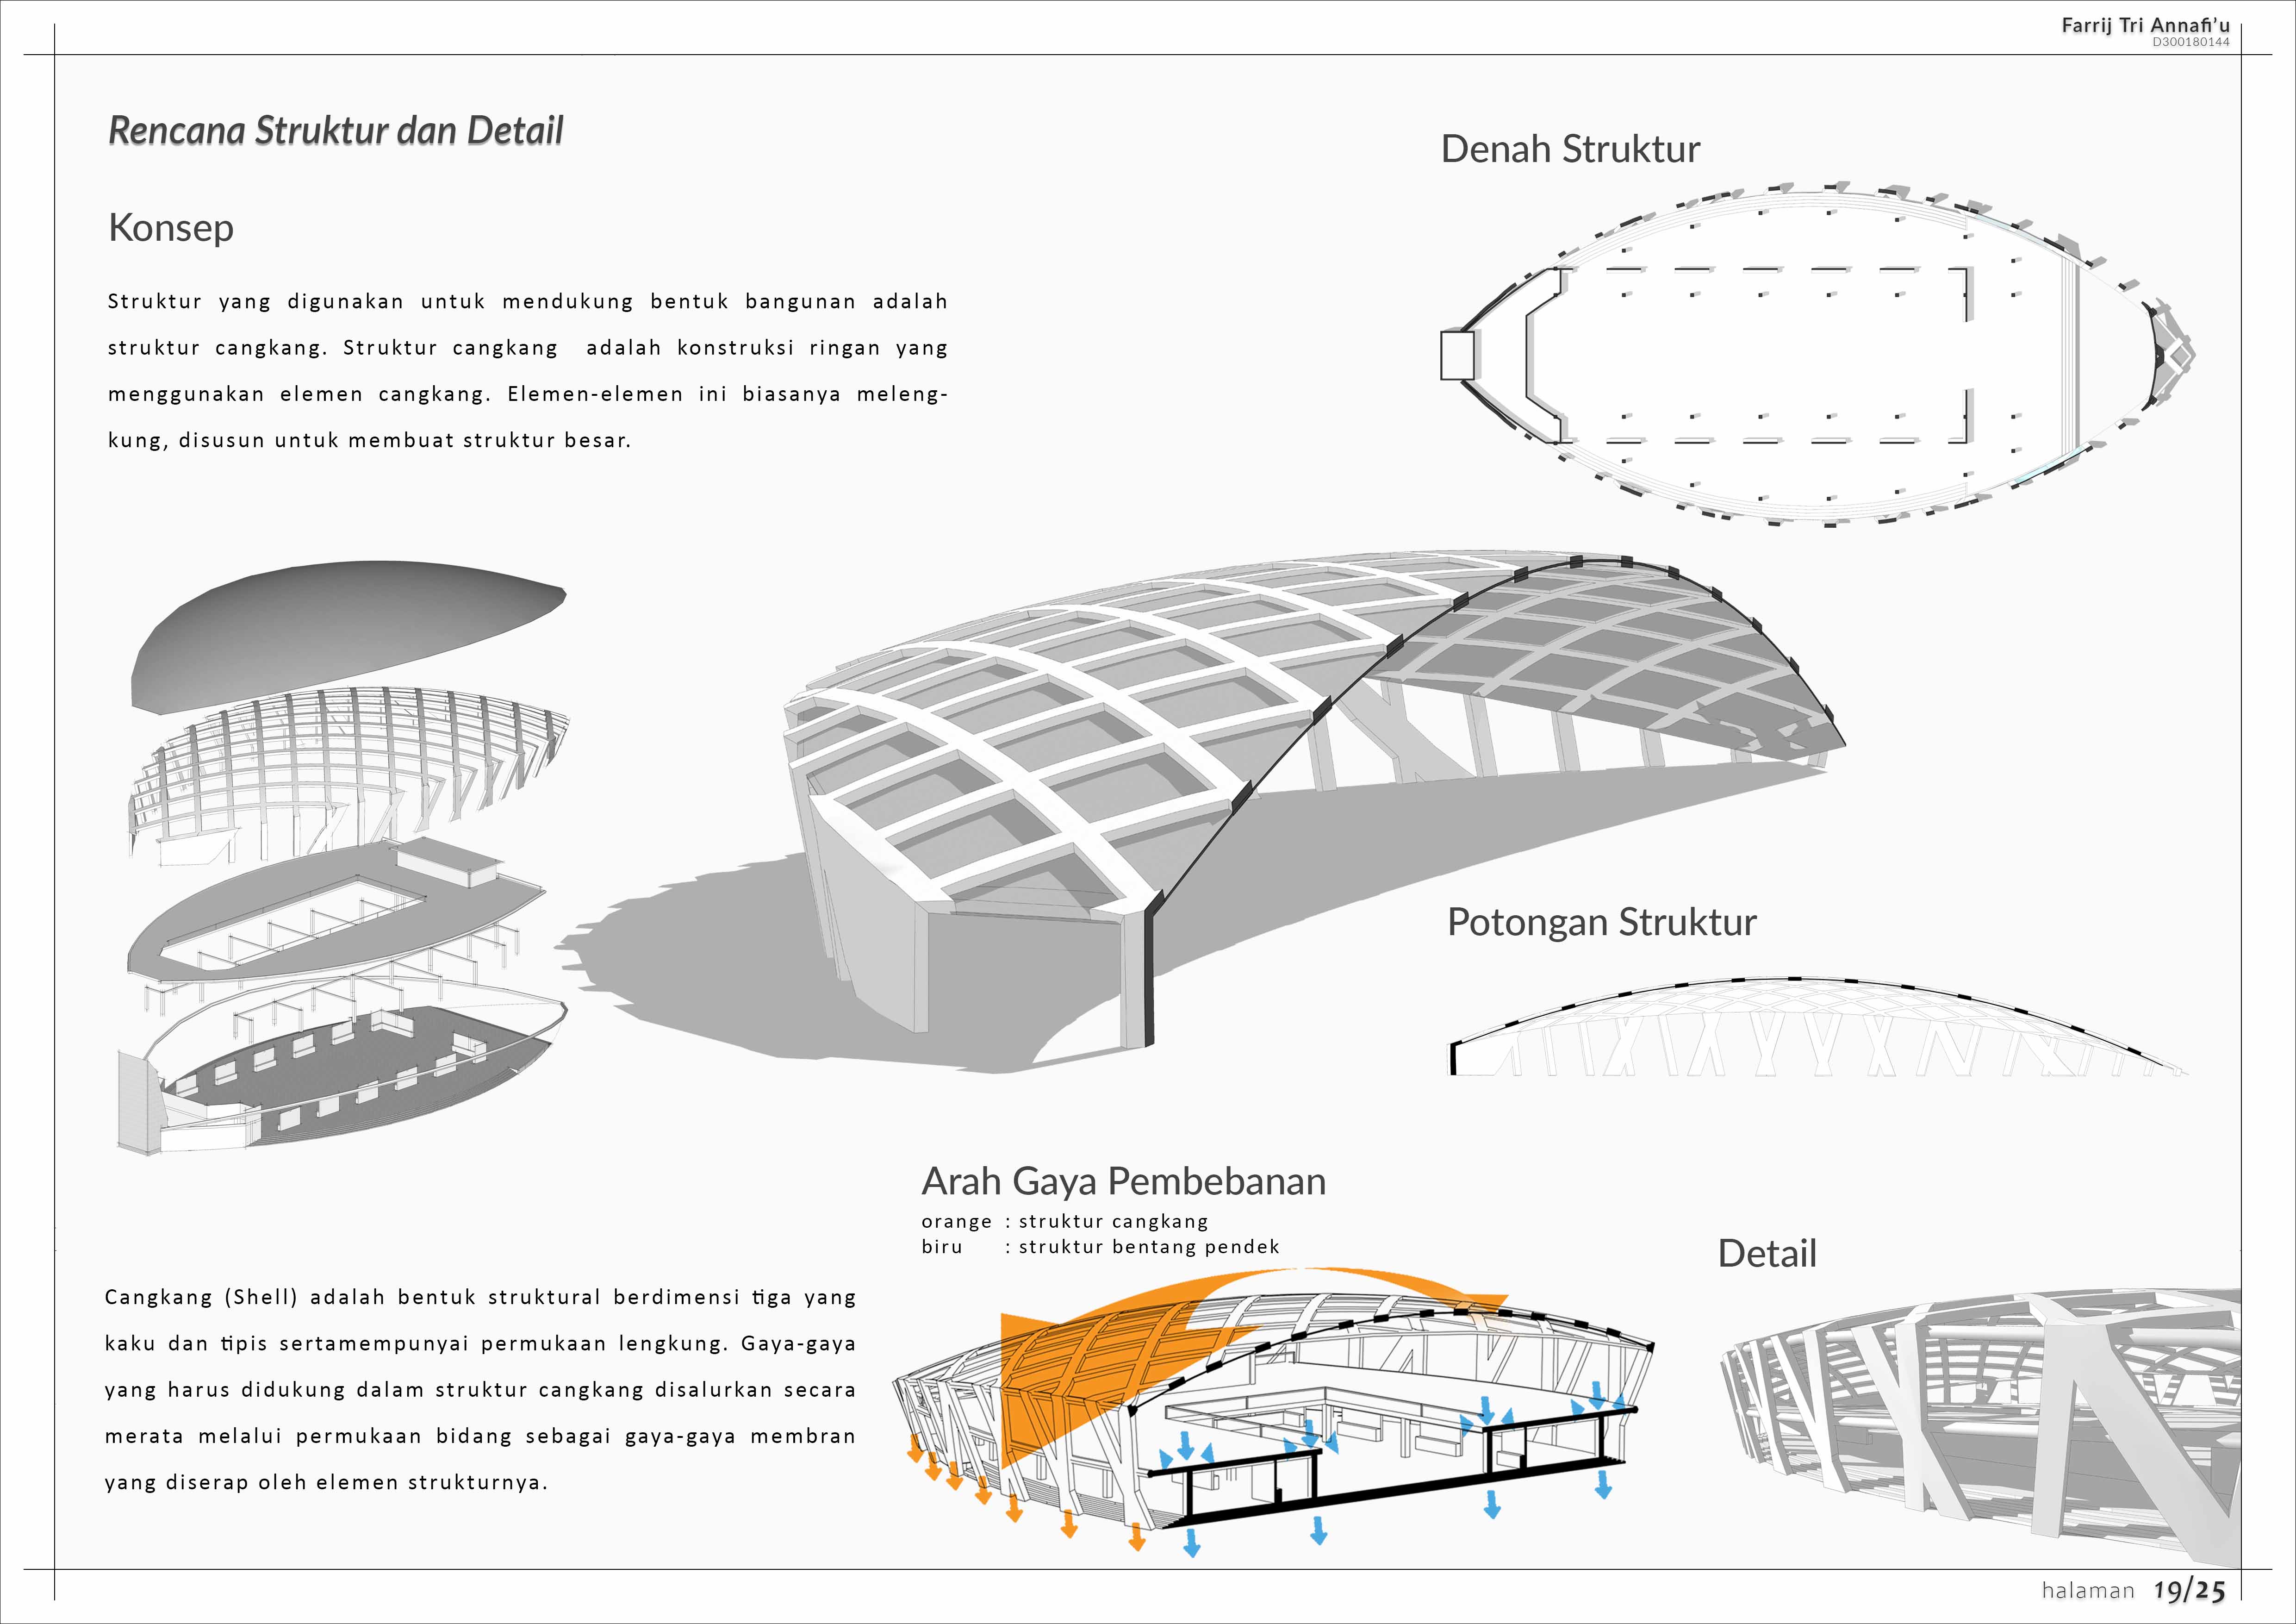 Farrij Tri Annafi'u
D300180144
Rencana Struktur dan Detail
Konsep
Struktur yang digunakan untuk mendukung bentuk bangunan adalah
struktur cangkang. Struktur cangkang adalah konstruksi ringan yang
menggunakan elemen cangkang. Elemen-elemen ini biasanya meleng-
kung, disusun untuk membuat struktur besar.
Denah Struktur
Potongan Struktur
Arah Gaya Pembebanan
orange : struktur cangkang
biru : struktur bentang pendek
Detail
Cangkang (Shell) adalah bentuk struktural berdimensi tiga yang
kaku dan tipis sertamempunyai permukaan lengkung. Gaya-gaya
yang harus didukung dalam struktur cangkang disalurkan secara
merata melalui permukaan bidang sebagai gaya-gaya membran
yang diserap oleh elemen strukturnya.
halaman 19/25